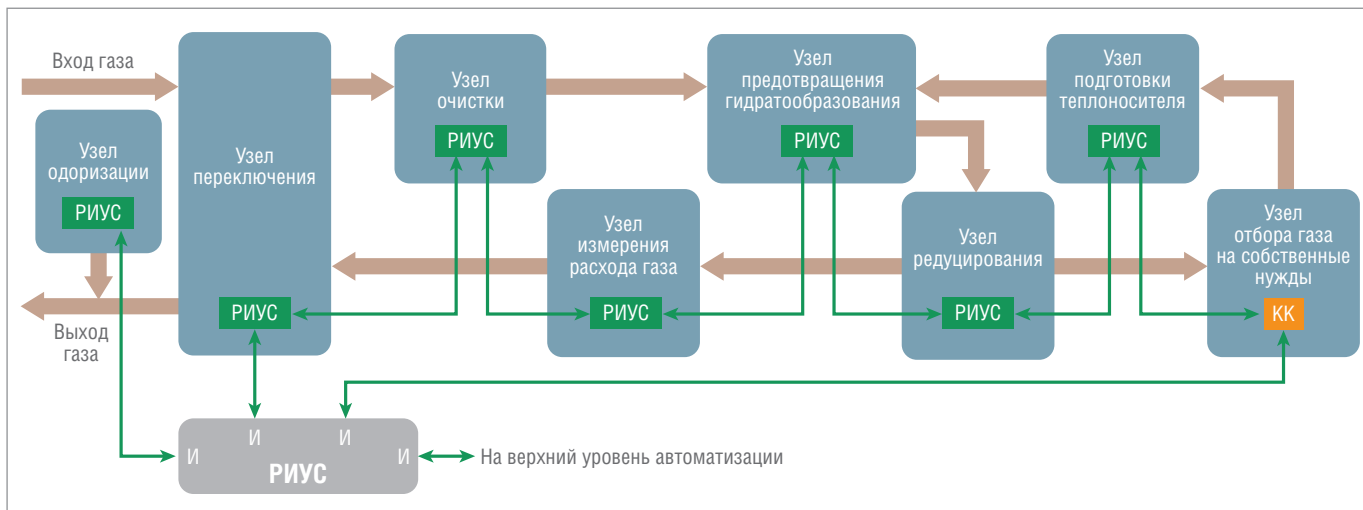 Вход газа
Узел
одоризации
РИУС
Выход
газа
Узел
переключения
РИУС
Узел
очистки
РИУС
Узел
измерения
расхода газа
РИУС
Узел
предотвращения
гидратообразования
РИУС
Узел
редуцирования
РИУС
Узел
подготовки
теплоносителя
РИУС
Узел
отбора газа
на собственные
нужды
КК
И
И
И
И
РИУС
На верхний уровень автоматизации